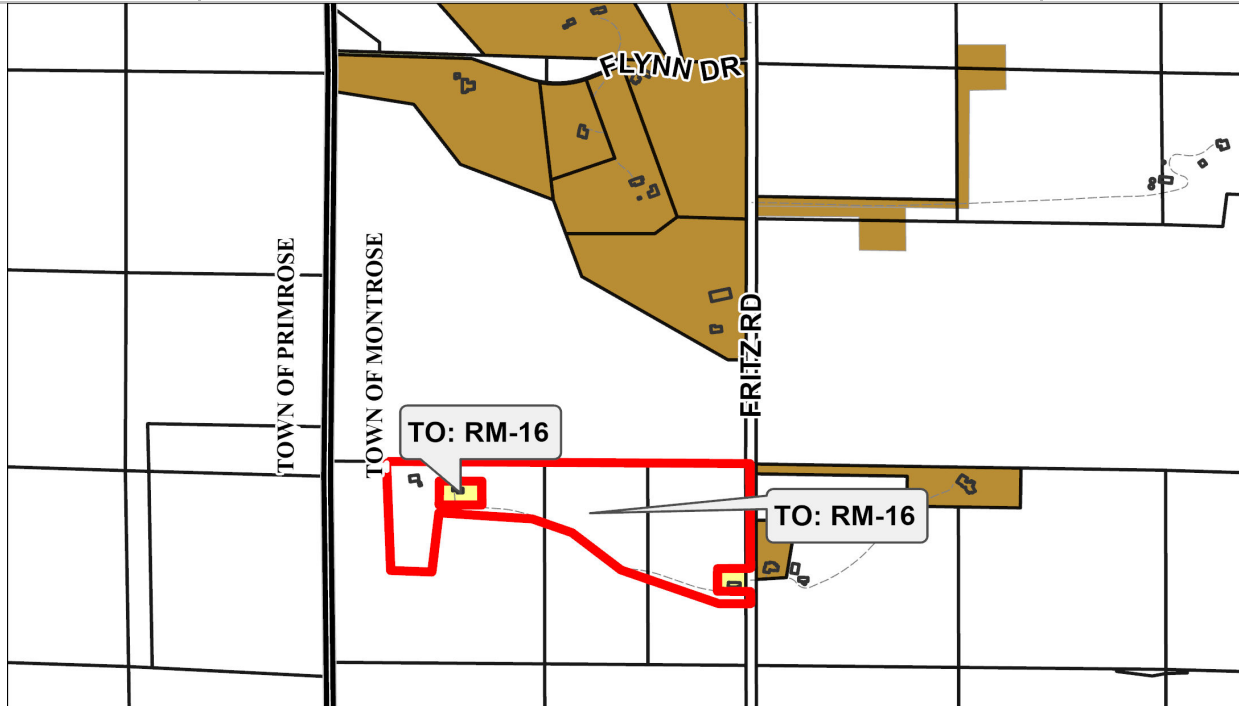 FLYNN DR
TOWN OF PRIMROSE
TOWN OF MONTROSE
FRITZ RD
TO: RM-16
TO: RM-16